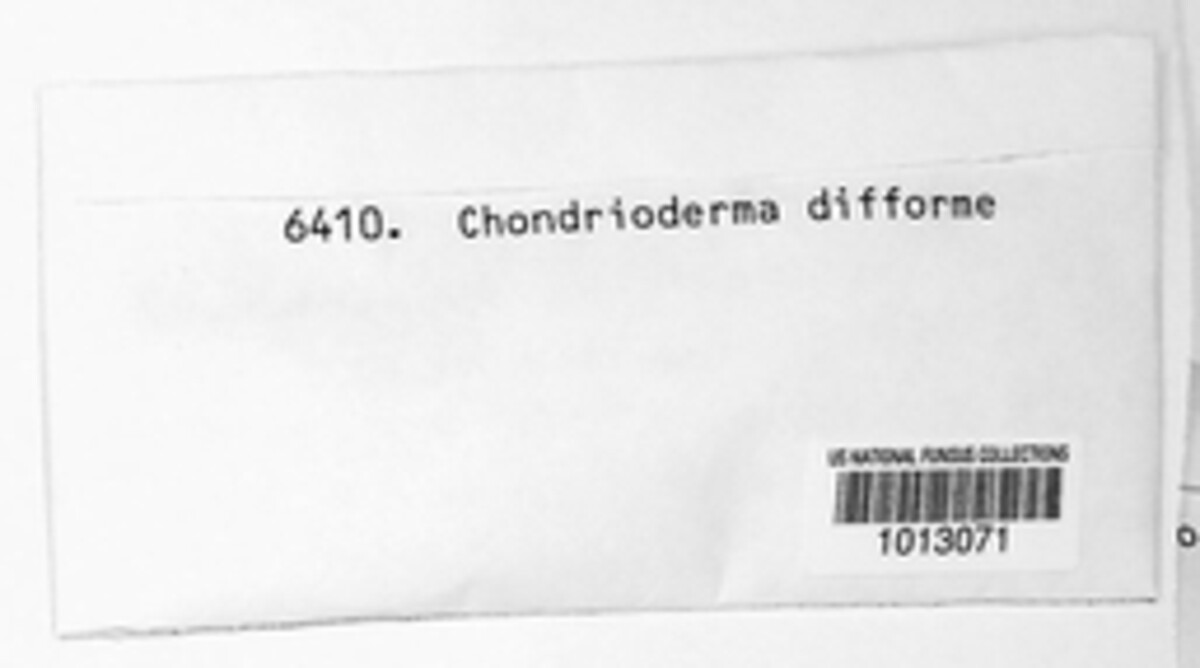 6410. Chondrioderma difforme
US NATIONAL FUNGUS COLLECTIONS
1013071
o